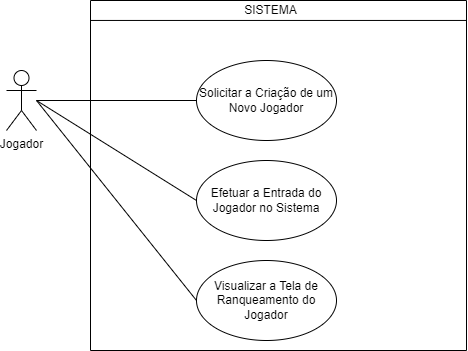 SISTEMA
Solicitar a Criação de um
Novo Jogador
Jogador
Efetuar a Entrada do
Jogador no Sistema
Visualizar a Tela de
Ranqueamento do
Jogador